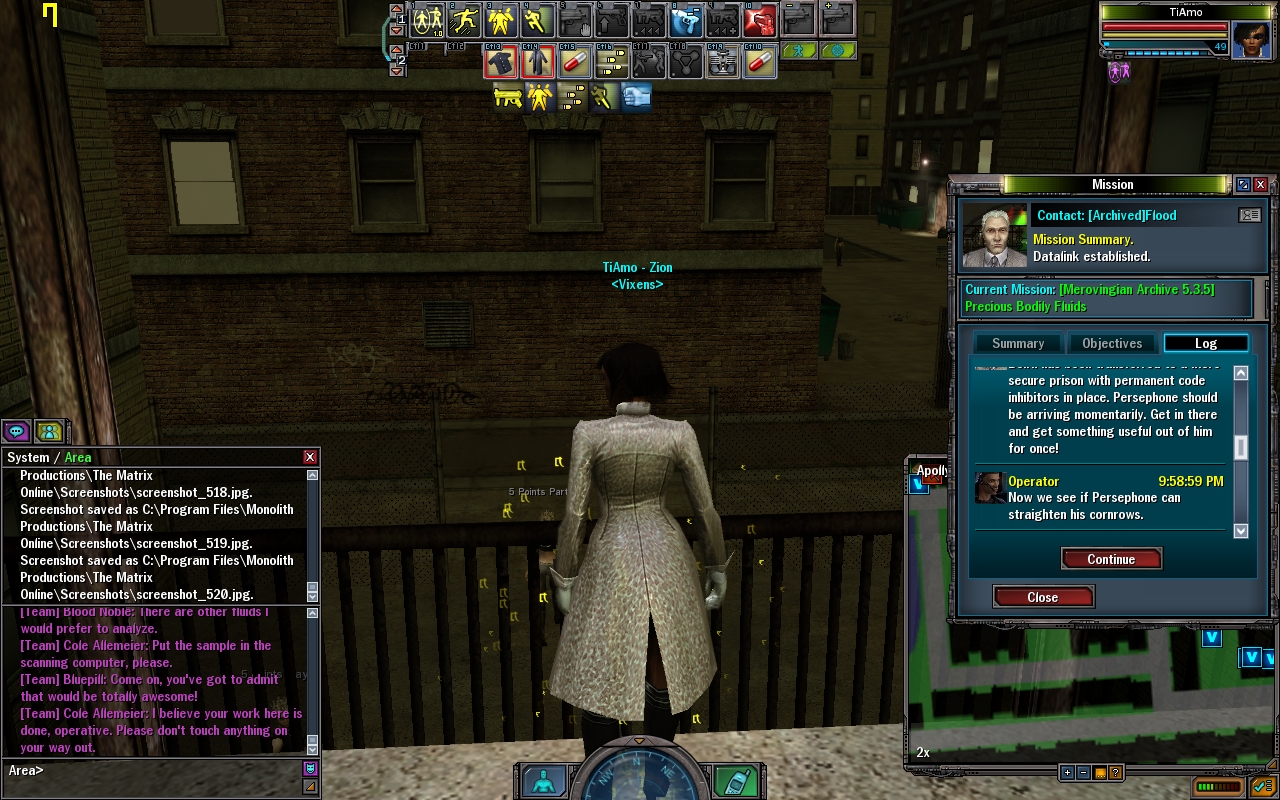 TiAmo
49
Mission
Contact: [Archived]Flood
Mission Summary.
Datalink established.
Current Mission: [Merovingian Archive 5.3.5]
Precious Bodily Fluids
Summary Objectives Log
secure prison with permanent code
inhibitors in place. Persephone should
be arriving momentarily. Get in there
and get something useful out of him
for once!
Operator 9:58:59 PM
Now we see if Persephone can
straighten his cornrows.
Continue
Close
TiAmo - Zion
<Vixens>
5 Points Part
System / Area
Productions\The Matrix
Online\Screenshots\screenshot_518.jpg.
Screenshot saved as C:\Program Files\Monolith
Productions\The Matrix
Online\Screenshots\screenshot_519.jpg.
Screenshot saved as C:\Program Files\Monolith
Productions\The Matrix
Online\Screenshots\screenshot_520.jpg.
[Team] Blood Noble: There are other fluids I
would prefer to analyze.
[Team] Cole Allemeier: Put the sample in the
scanning computer, please.
[Team] Bluepill: Come on, you've got to admit
that would be totally awesome!
[Team] Cole Allemeier: I believe your work here is
done, operative. Please don't touch anything on
your way out.
Area>
NW N NE
2x